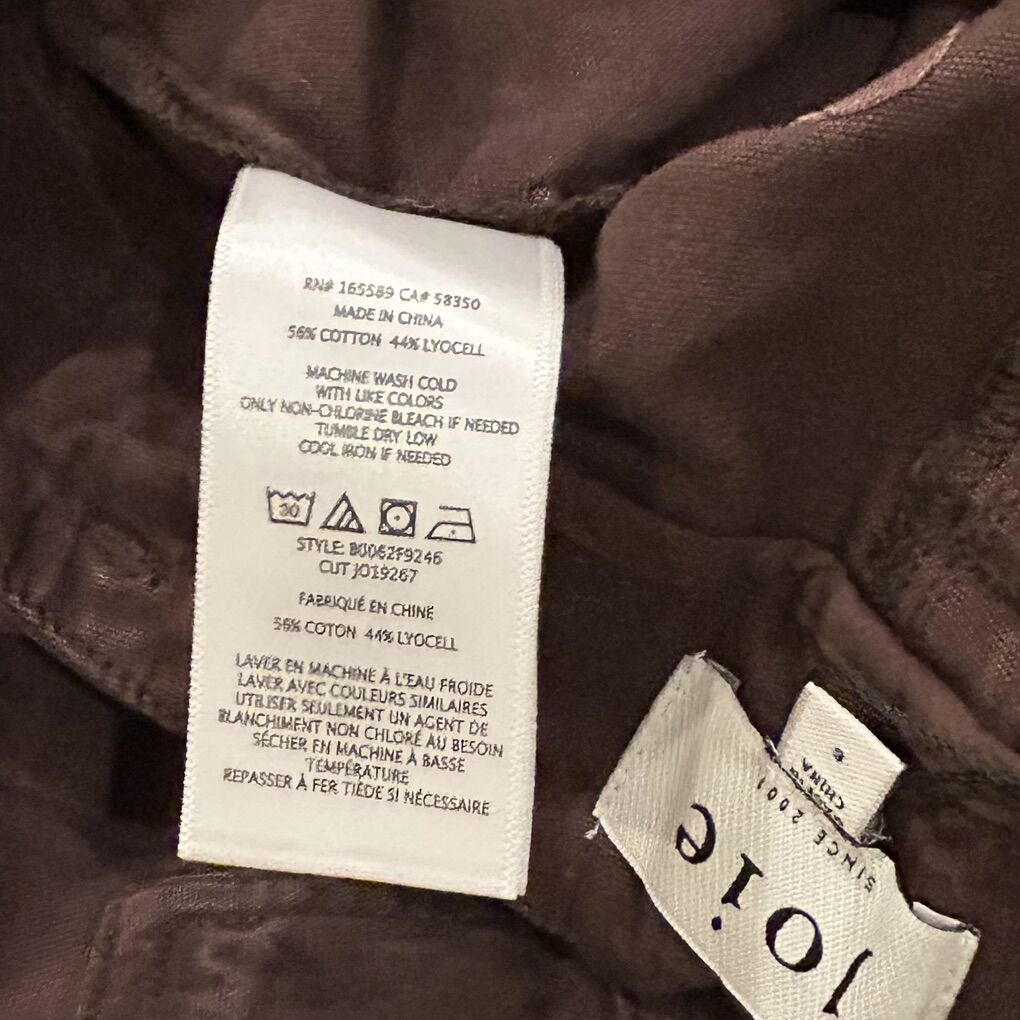 RN# 165589 CA# 58350
MADE IN CHINA
56% COTTON 44% LYOCELL
MACHINE WASH COLD
WITH LIKE COLORS
ONLY NON-CHLORINE BLEACH IF NEEDED
TUMBLE DRY LOW
COOL IRON IF NEEDED
30
STYLE: B0062F9246
CUT JO19267
FABRIQUÉ EN CHINE
56% COTON 44% LYOCELL
LAVER EN MACHINE À L'EAU FROIDE
LAVER AVEC COULEURS SIMILAIRES
UTILISER SEULEMENT UN AGENT DE
BLANCHIMENT NON CHLORÉ AU BESOIN
SÉCHER EN MACHINE À BASSE
TEMPÉRATURE
REPASSER À FER TIÈDE SI NÉCESSAIRE
Joie
SINCE 2001
CHINA